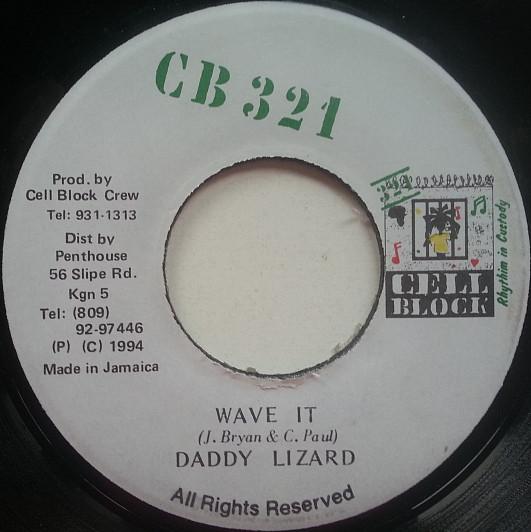 CB 321
Prod. by
Cell Block Crew
Tel: 931-1313
Dist by
Penthouse
56 Slipe Rd.
Kgn 5
Tel: (809)
92-97446
(P) (C) 1994
Made in Jamaica
321
CELL
BLOCK
Rhythm in Custody
WAVE IT
(J. Bryan & C. Paul)
DADDY LIZARD
All Rights Reserved